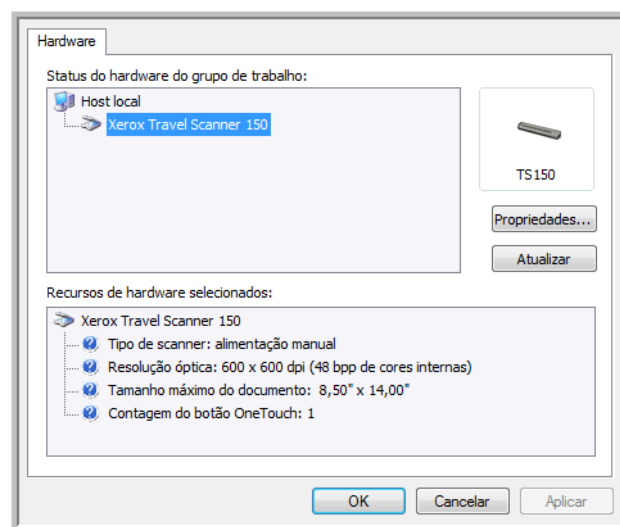 Hardware
Status do hardware do grupo de trabalho:
Host local
Xerox Travel Scanner 150
TS150
Propriedades...
Atualizar
Recursos de hardware selecionados:
Xerox Travel Scanner 150
Tipo de scanner: alimentação manual
Resolução óptica: 600 x 600 dpi (48 bpp de cores internas)
Tamanho máximo do documento: 8,50" x 14,00"
Contagem do botão OneTouch: 1
OK
Cancelar
Aplicar